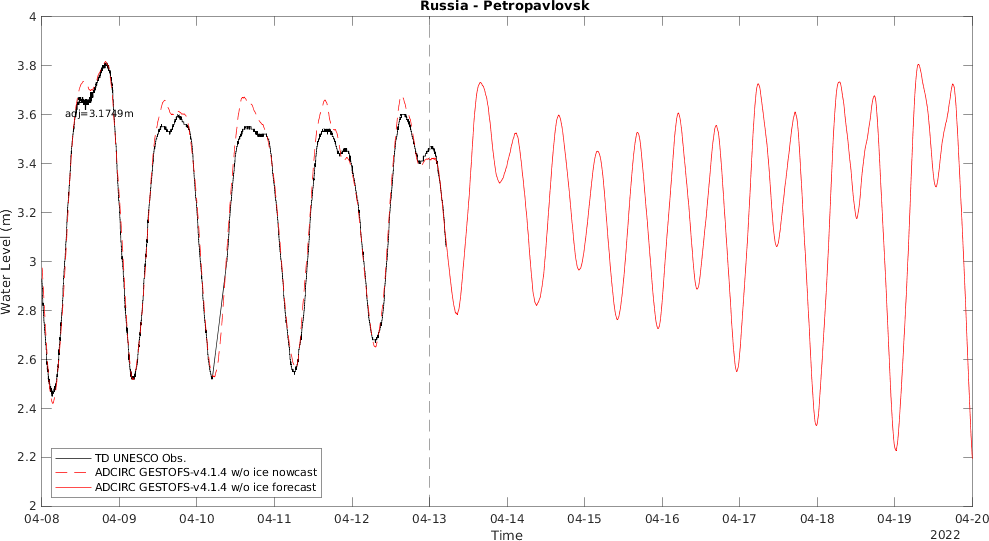 Russia - Petropavlovsk
4
3.8
3.6
3.4
3.2
3
2.8
2.6
2.4
2.2
2
Water Level (m)
adj=3.1749m
TD UNESCO Obs.
ADCIRC GESTOFS-v4.1.4 w/o ice nowcast
ADCIRC GESTOFS-v4.1.4 w/o ice forecast
04-08 04-09 04-10 04-11 04-12 04-13 04-14 04-15 04-16 04-17 04-18 04-19 04-20
Time
2022